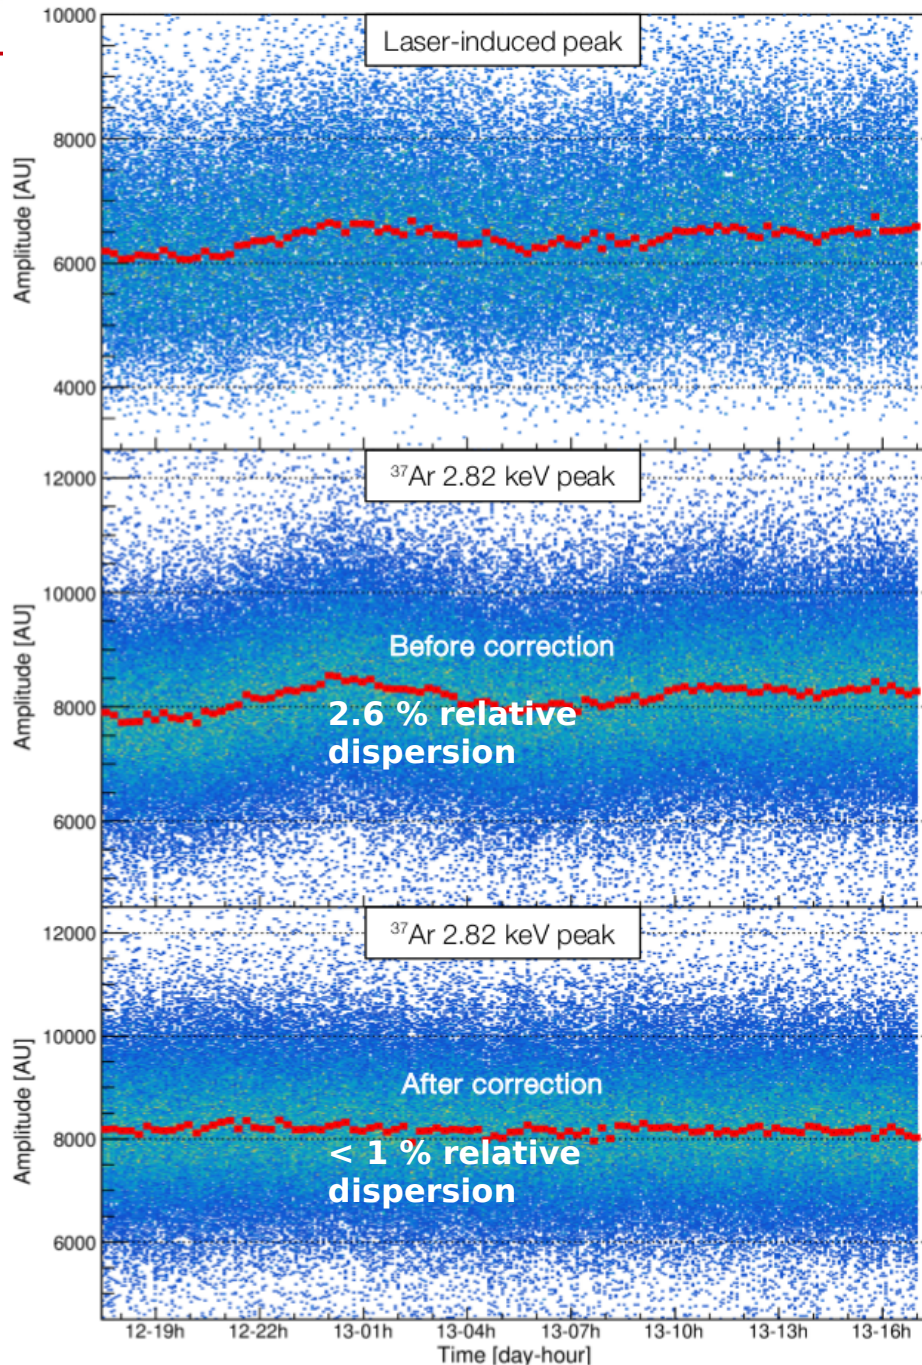 10000
Laser-induced peak
8000
6000
4000
Amplitude [AU]
12000
³⁷Ar 2.82 keV peak
10000
Before correction
8000
2.6 % relative
dispersion
6000
Amplitude [AU]
12000
³⁷Ar 2.82 keV peak
10000
After correction
8000
< 1 % relative
dispersion
6000
Amplitude [AU]
12-19h 12-22h 13-01h 13-04h 13-07h 13-10h 13-13h 13-16h
Time [day-hour]